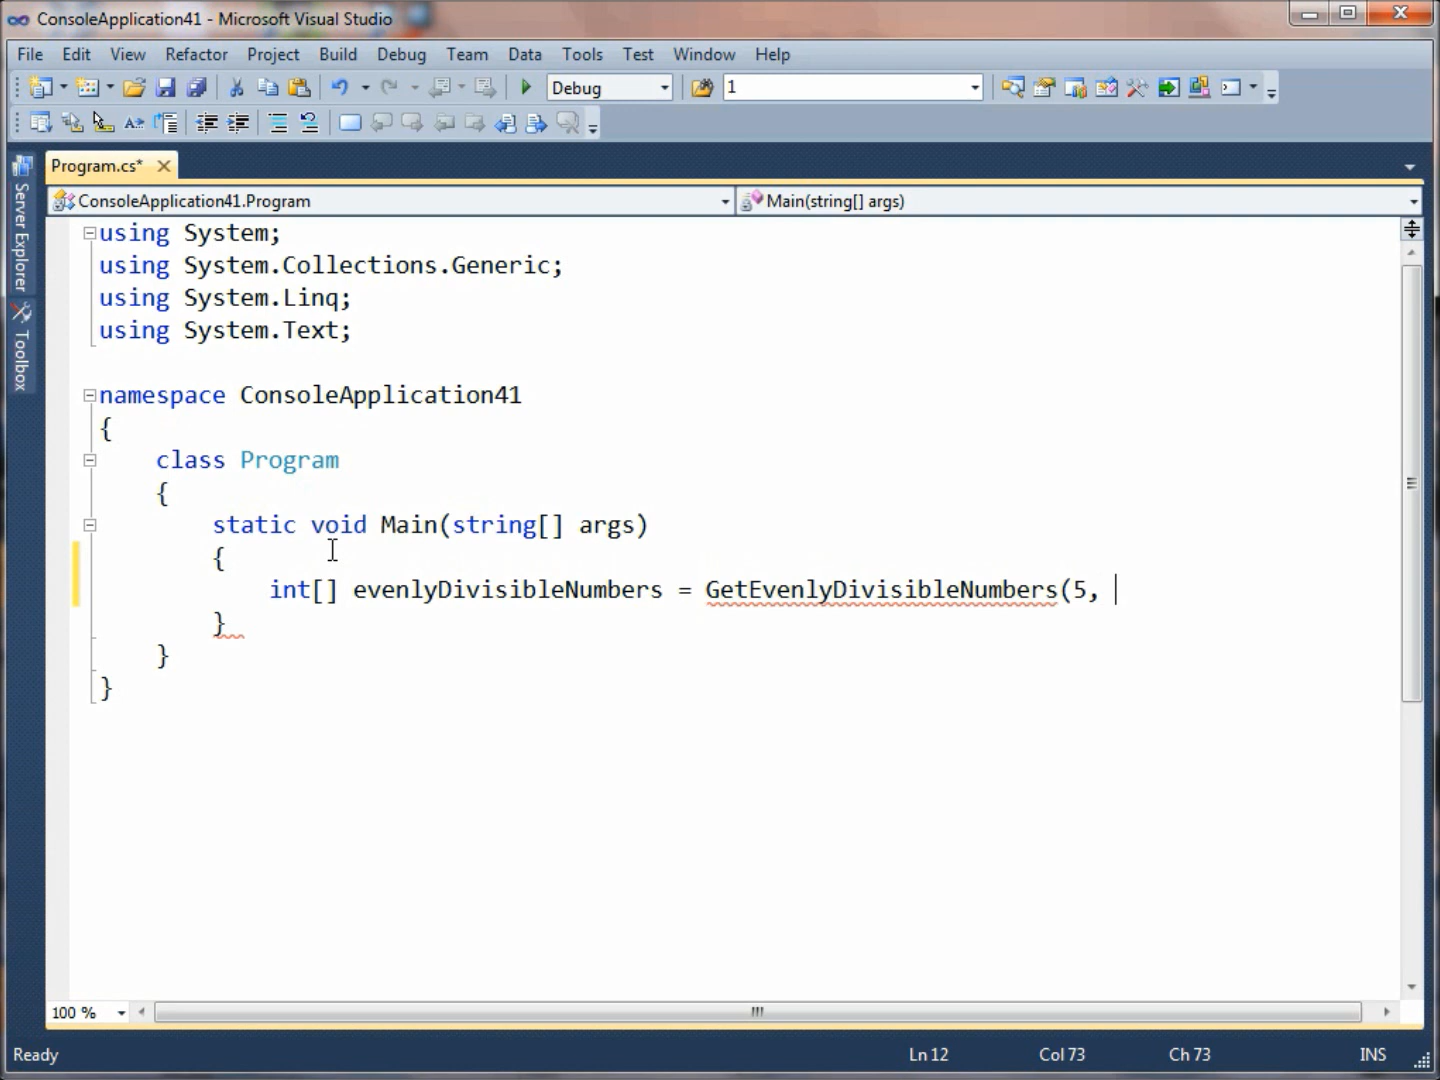 ConsoleApplication41 - Microsoft Visual Studio
File Edit View Refactor Project Build Debug Team Data Tools Test Window Help
Debug 1
Program.cs*
ConsoleApplication41.Program Main(string[] args)
Server Explorer
Toolbox
using System;
using System.Collections.Generic;
using System.Linq;
using System.Text;
namespace ConsoleApplication41
{
class Program
{
static void Main(string[] args)
{
int[] evenlyDivisibleNumbers = GetEvenlyDivisibleNumbers(5,
}
}
}
100 %
Ready Ln 12 Col 73 Ch 73 INS